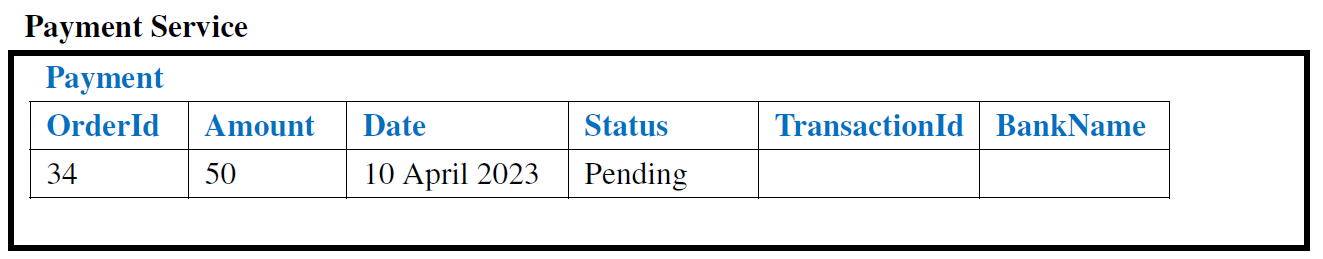 Payment Service
Payment
OrderId Amount Date Status TransactionId BankName
34 50 10 April 2023 Pending